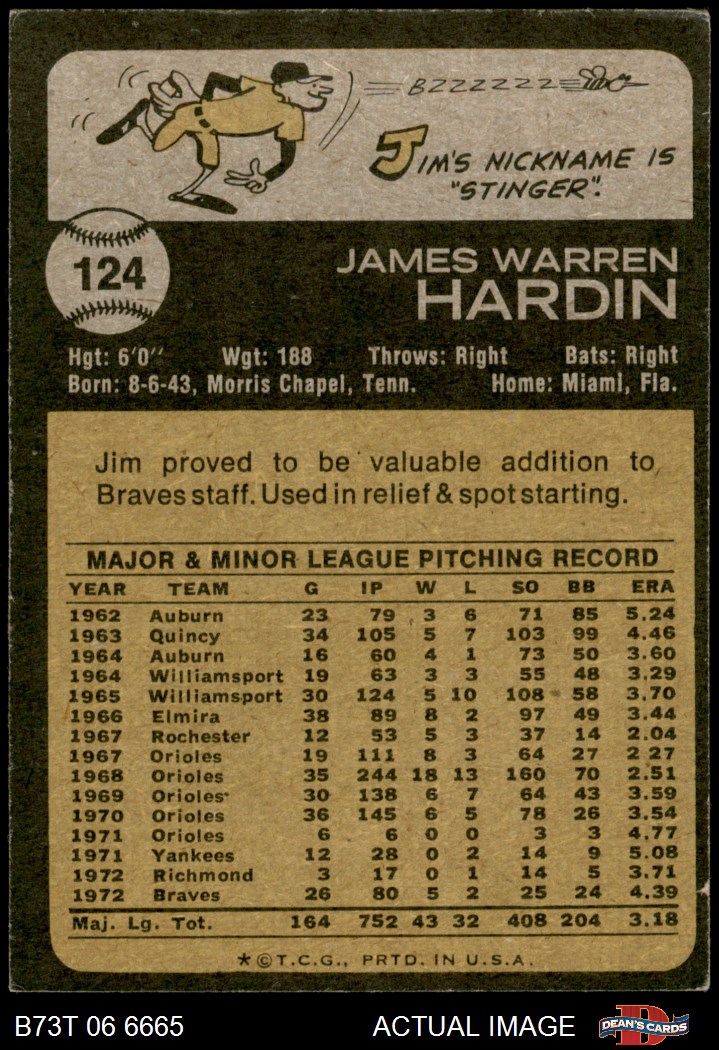 BZZZZZZZ
JIM'S NICKNAME IS
"STINGER".
124
JAMES WARREN
HARDIN
Hgt: 6'0" Wgt: 188 Throws: Right Bats: Right
Born: 8-6-43, Morris Chapel, Tenn. Home: Miami, Fla.
Jim proved to be valuable addition to
Braves staff. Used in relief & spot starting.
MAJOR & MINOR LEAGUE PITCHING RECORD
YEAR TEAM G IP W L SO BB ERA
1962 Auburn 23 79 3 6 71 85 5.24
1963 Quincy 34 105 5 7 103 99 4.46
1964 Auburn 16 60 4 1 73 50 3.60
1964 Williamsport 19 63 3 3 55 48 3.29
1965 Williamsport 30 124 5 10 108 58 3.70
1966 Elmira 38 89 8 2 97 49 3.44
1967 Rochester 12 53 5 3 37 14 2.04
1967 Orioles 19 111 8 3 64 27 2 27
1968 Orioles 35 244 18 13 160 70 2.51
1969 Orioles 30 138 6 7 64 43 3.59
1970 Orioles 36 145 6 5 78 26 3.54
1971 Orioles 6 6 0 0 3 3 4.77
1971 Yankees 12 28 0 2 14 9 5.08
1972 Richmond 3 17 0 1 14 5 3.71
1972 Braves 26 80 5 2 25 24 4.39
Maj. Lg. Tot. 164 752 43 32 408 204 3.18
*©T.C.G., PRTD. IN U.S.A.
B73T 06 6665 ACTUAL IMAGE DEAN'S CARDS